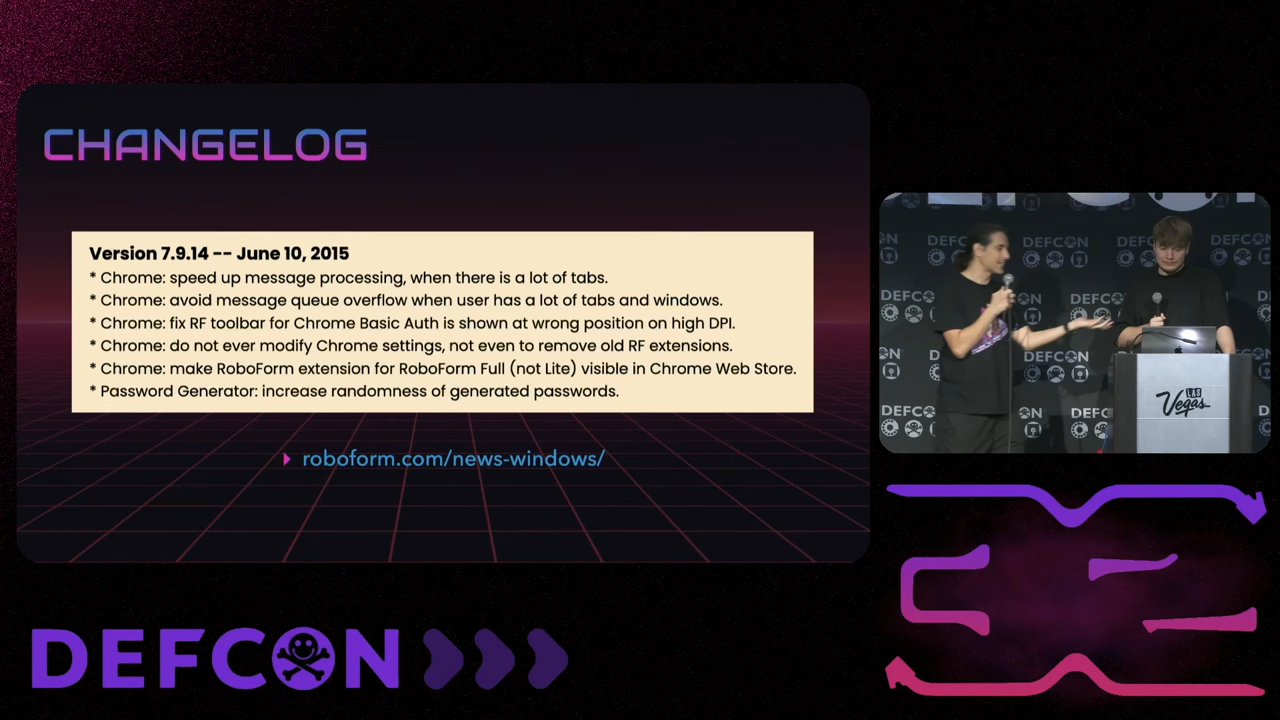 CHANGELOG
Version 7.9.14 -- June 10, 2015
* Chrome: speed up message processing, when there is a lot of tabs.
* Chrome: avoid message queue overflow when user has a lot of tabs and windows.
* Chrome: fix RF toolbar for Chrome Basic Auth is shown at wrong position on high DPI.
* Chrome: do not ever modify Chrome settings, not even to remove old RF extensions.
* Chrome: make RoboForm extension for RoboForm Full (not Lite) visible in Chrome Web Store.
* Password Generator: increase randomness of generated passwords.
roboform.com/news-windows/
DEFCON
DEFCON
DEFCON
LAS
Vegas
DEFCON